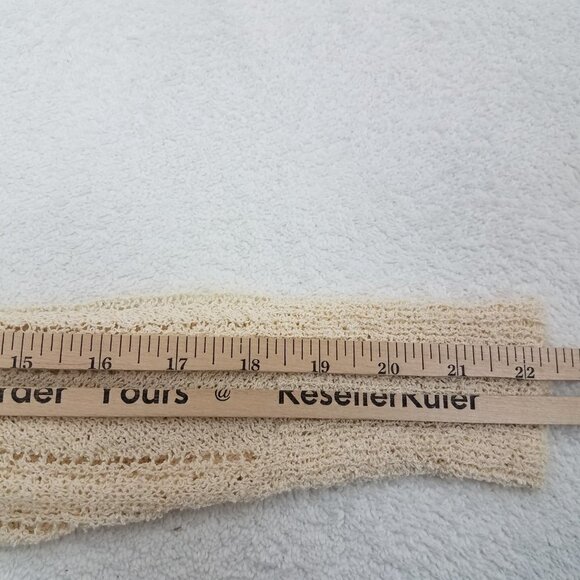 15 16 17 18 19 20 21 22
rder Yours @ ResellerRuler